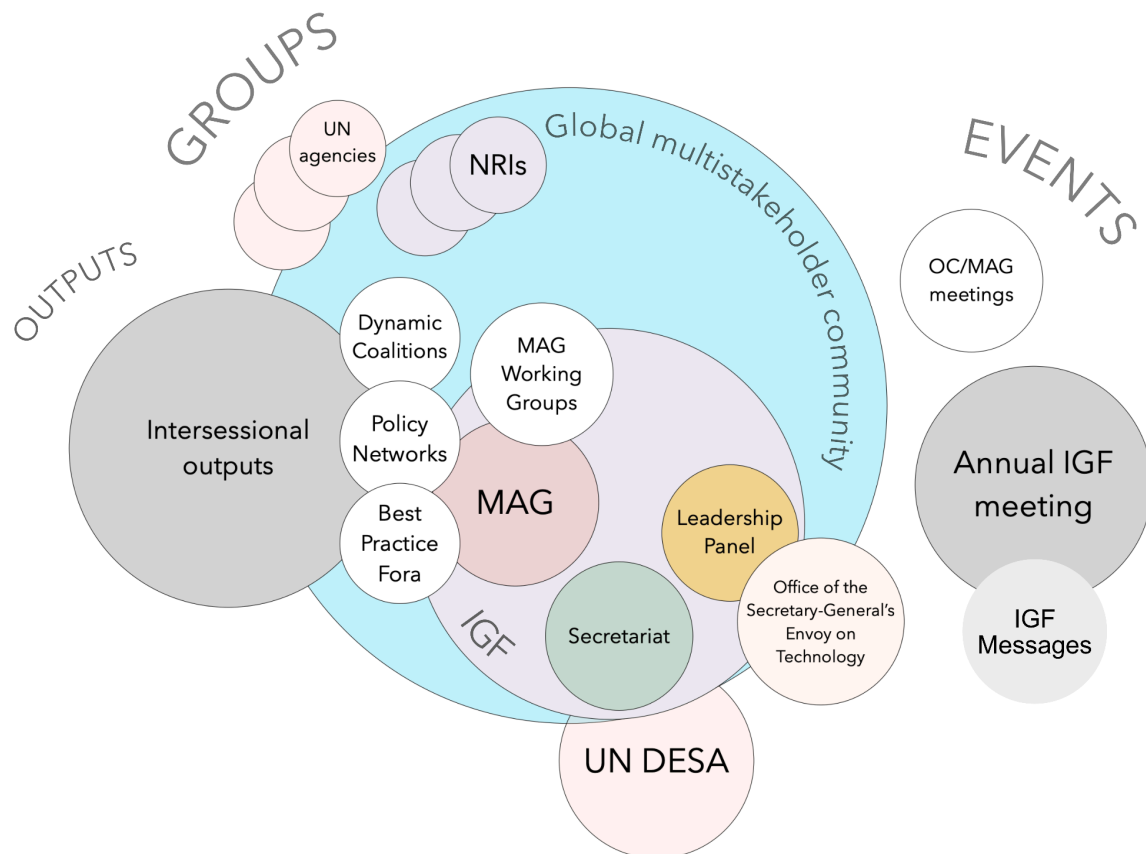 GROUPS
UN
agencies
NRIs
Global multistakeholder community
EVENTS
OC/MAG
meetings
OUTPUTS
Dynamic
Coalitions
MAG
Working
Groups
Intersessional
outputs
Policy
Networks
Annual IGF
meeting
MAG
Best
Practice
Fora
Leadership
Panel
Office of the
Secretary-General's
Envoy on
Technology
IGF
Secretariat
IGF
Messages
UN DESA